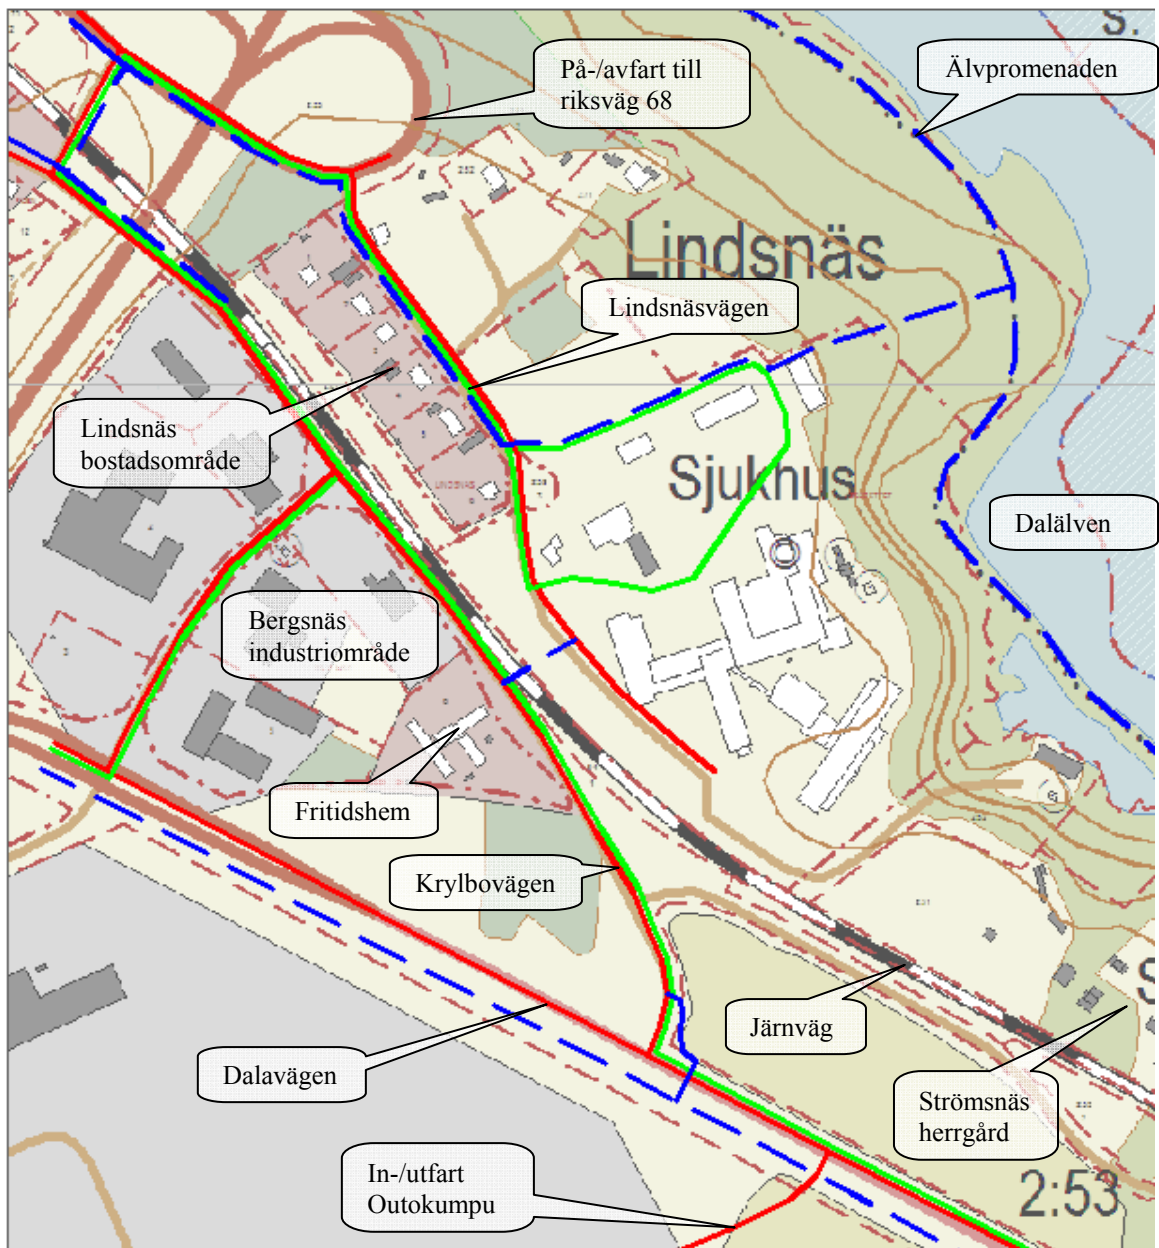 S.
På-/avfart till
riksväg 68
Älvpromenaden
Lindsnäs
Lindsnäsvägen
Lindsnäs
bostadsområde
Sjukhus
LINDSNÄS
Dalälven
Bergsnäs
industriområde
Fritidshem
Krylbovägen
S
Järnväg
Dalavägen
Strömsnäs
herrgård
In-/utfart
Outokumpu
2:53